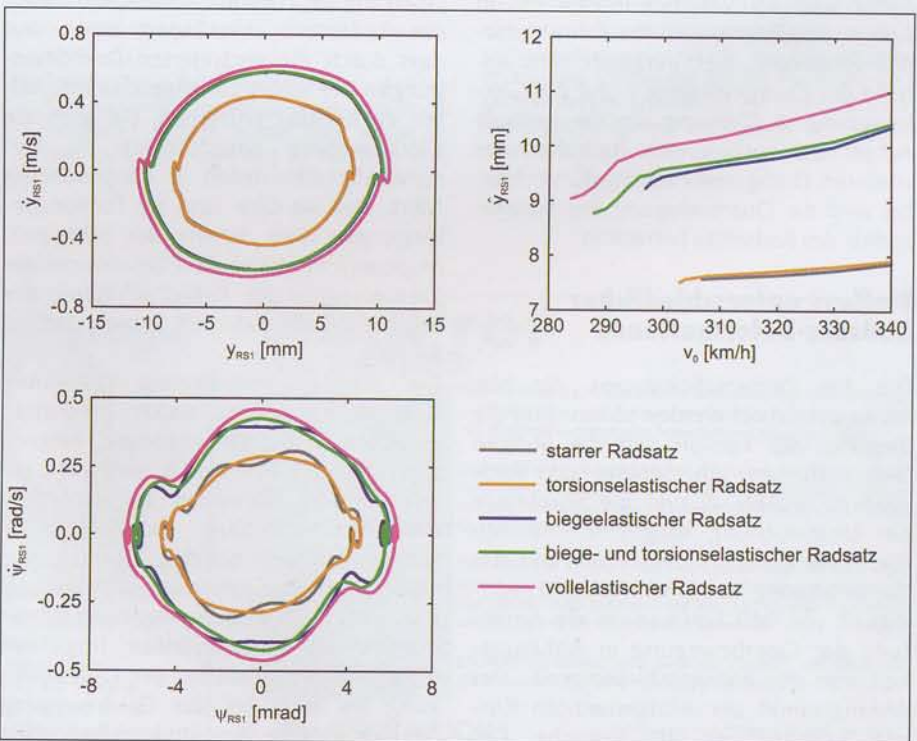 ẏRS1 [m/s]
0.8
0.4
0.0
-0.4
-0.8
-15 -10 -5 0 5 10 15
yRS1 [mm]
yRS1 [mm]
12
11
10
9
8
7
280 290 300 310 320 330 340
v0 [km/h]
ψ̇RS1 [rad/s]
0.5
0.25
0.0
-0.25
-0.5
-8 -4 0 4 8
ψRS1 [mrad]
starrer Radsatz
torsionselastischer Radsatz
biegeelastischer Radsatz
biege- und torsionselastischer Radsatz
vollelastischer Radsatz